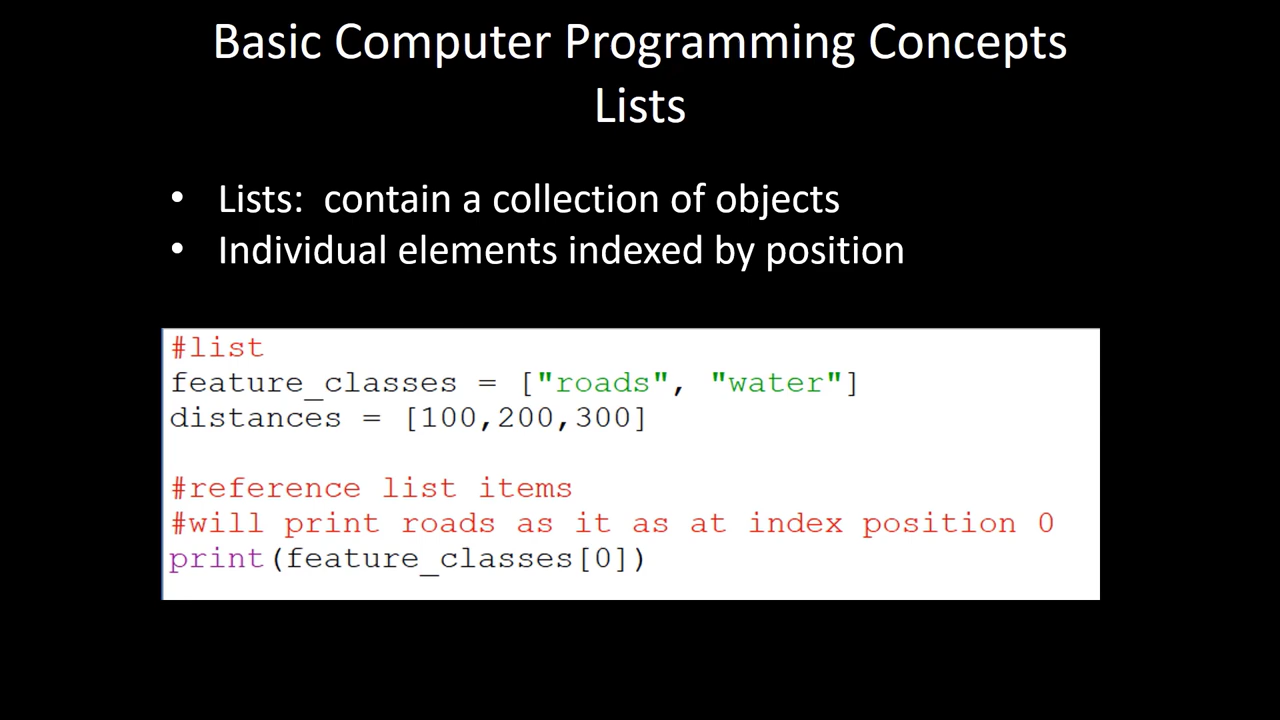 Basic Computer Programming Concepts
Lists
• Lists:  contain a collection of objects
• Individual elements indexed by position
#list
feature_classes = ["roads", "water"]
distances = [100,200,300]
#reference list items
#will print roads as it as at index position 0
print(feature_classes[0])